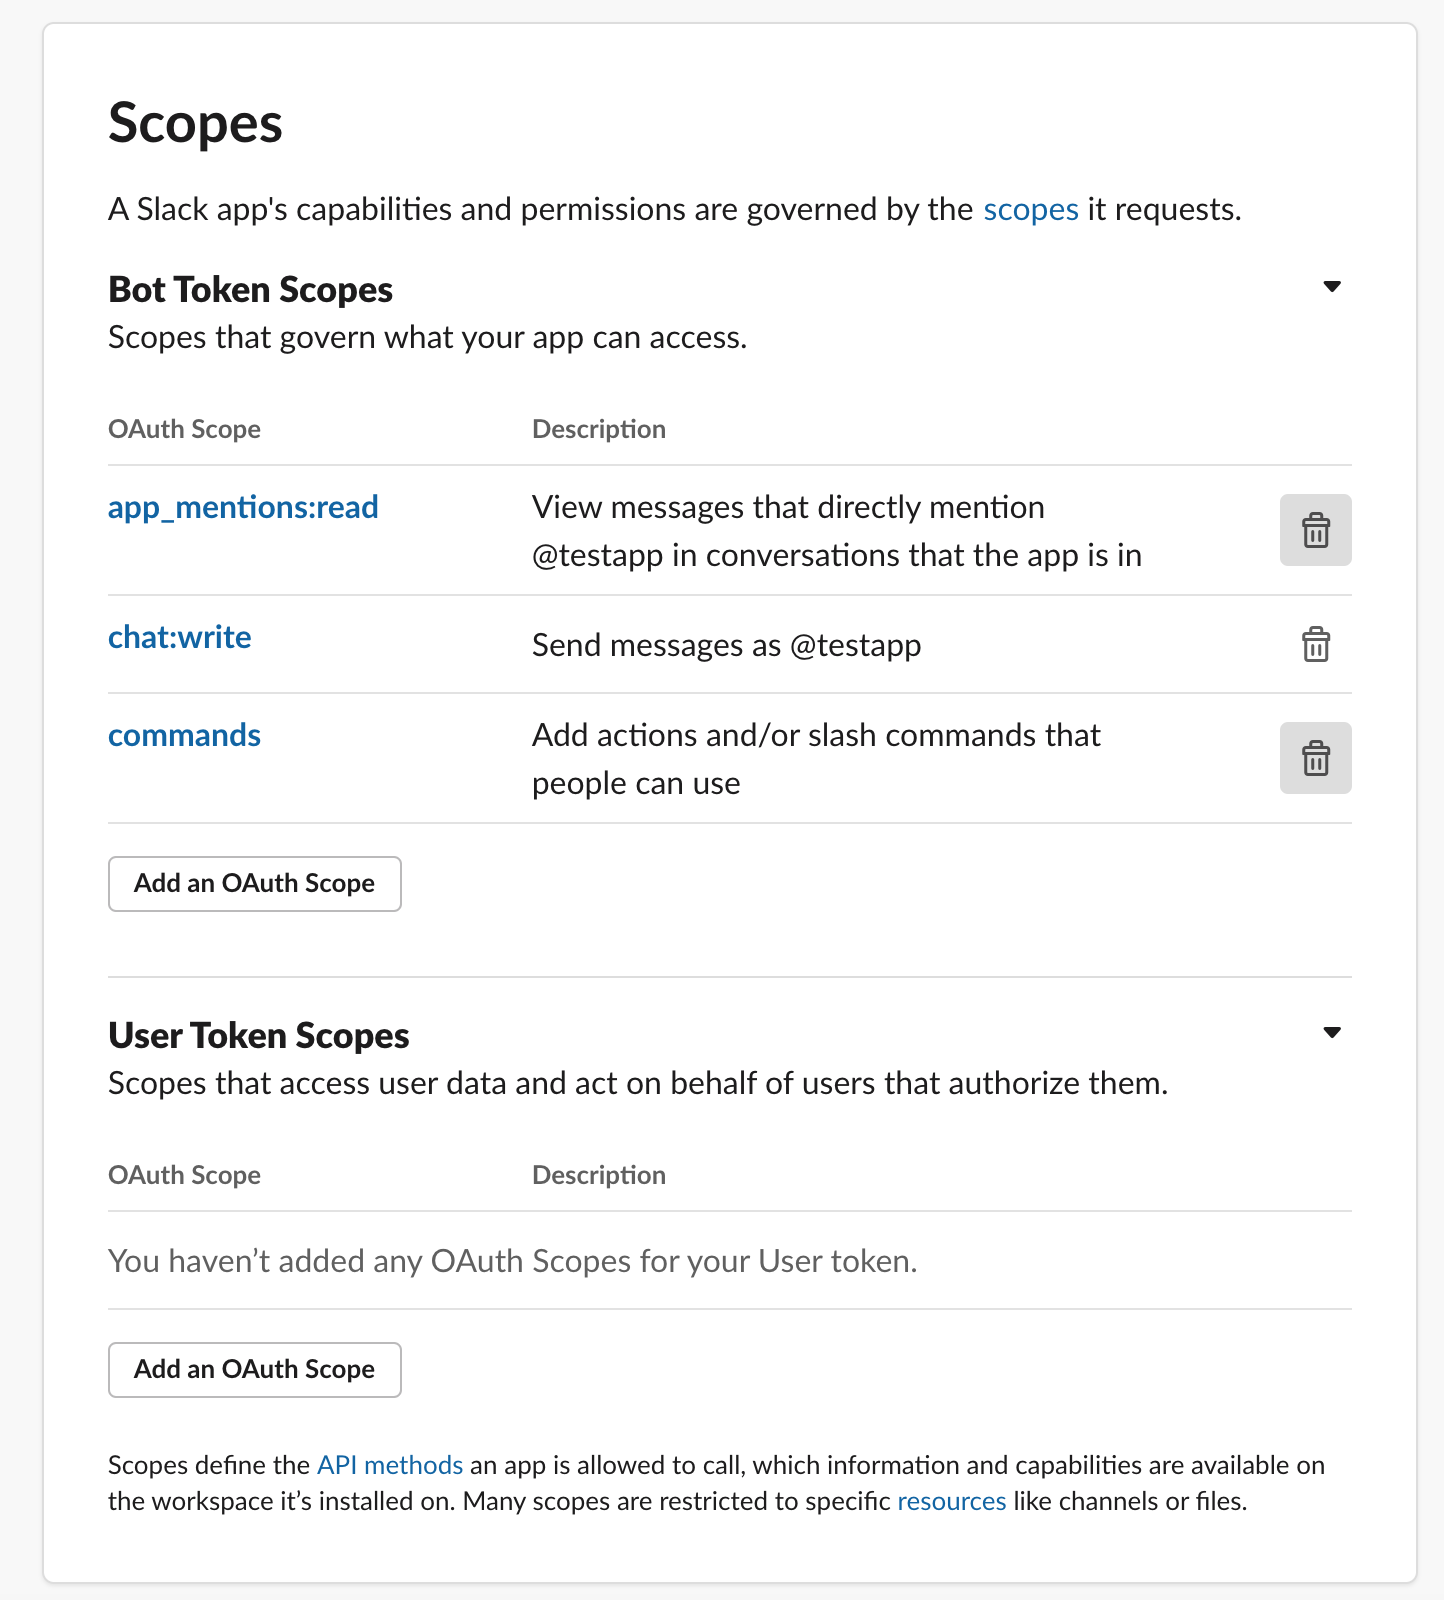 Scopes
A Slack app's capabilities and permissions are governed by the scopes it requests.
Bot Token Scopes
Scopes that govern what your app can access.
OAuth Scope Description
app_mentions:read View messages that directly mention
@testapp in conversations that the app is in
chat:write Send messages as @testapp
commands Add actions and/or slash commands that
people can use
Add an OAuth Scope
User Token Scopes
Scopes that access user data and act on behalf of users that authorize them.
OAuth Scope Description
You haven’t added any OAuth Scopes for your User token.
Add an OAuth Scope
Scopes define the API methods an app is allowed to call, which information and capabilities are available on
the workspace it’s installed on. Many scopes are restricted to specific resources like channels or files.